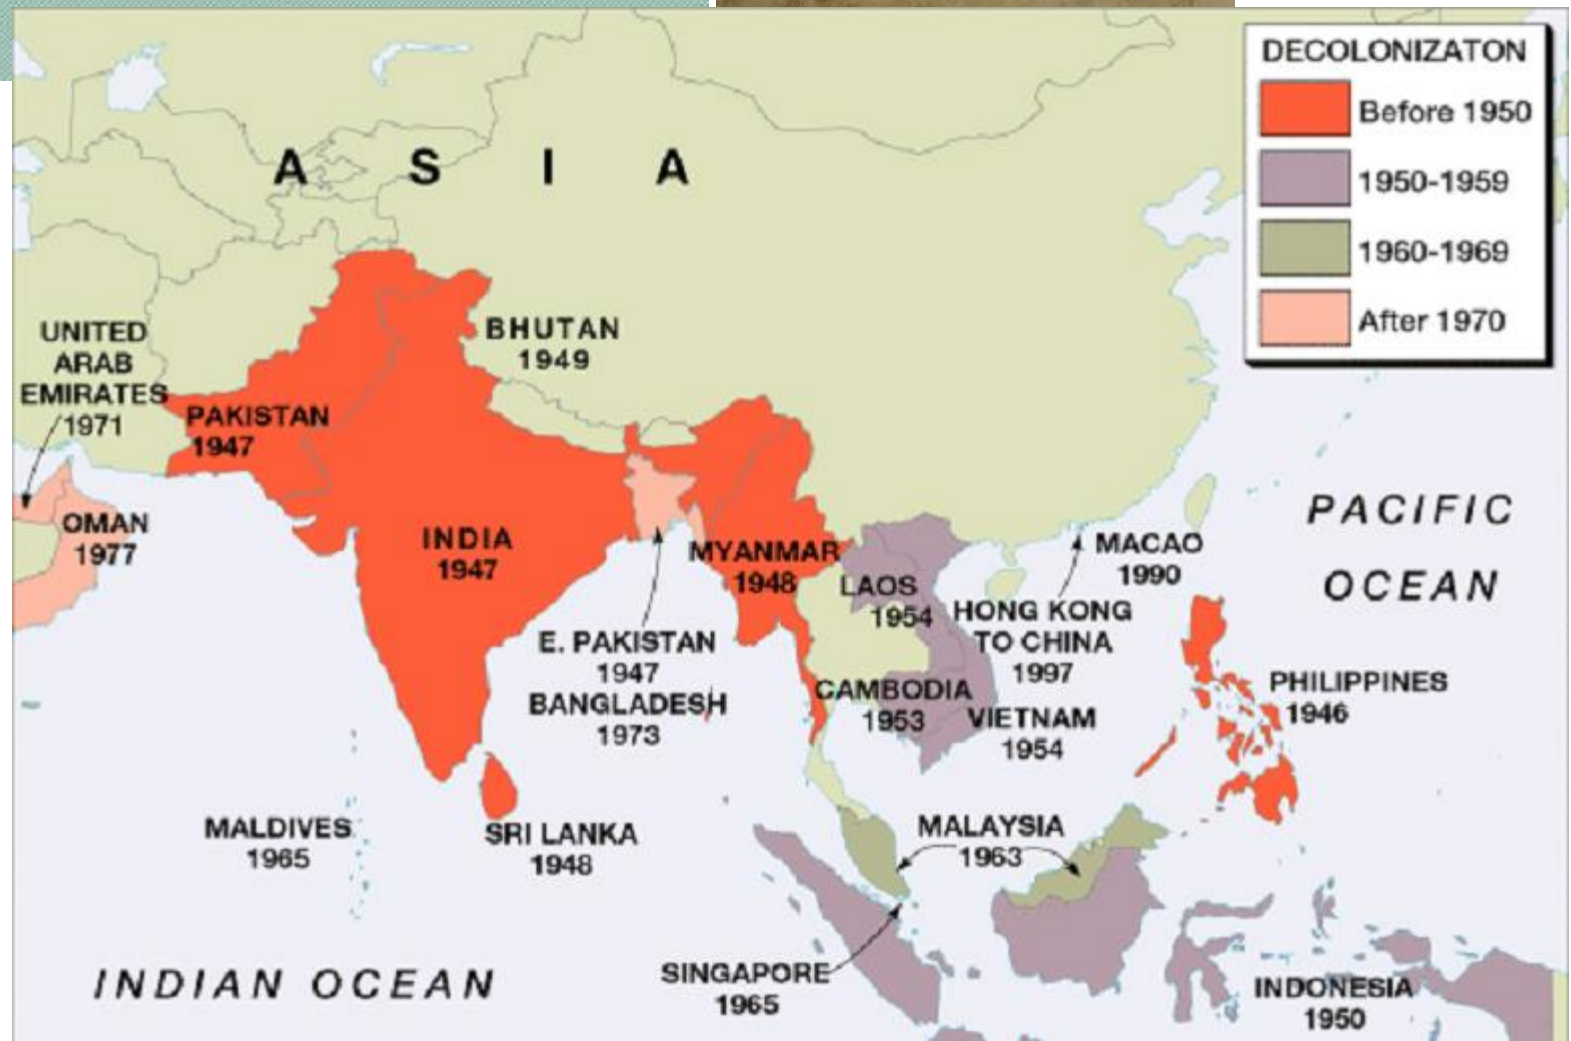 DECOLONIZATON
Before 1950
1950-1959
1960-1969
After 1970
A S I A
UNITED
ARAB
EMIRATES
1971
BHUTAN
1949
PAKISTAN
1947
OMAN
1977
INDIA
1947
MYANMAR
1948
E. PAKISTAN
1947
BANGLADESH
1973
LAOS
1954
MACAO
1990
HONG KONG
TO CHINA
1997
CAMBODIA
1953
VIETNAM
1954
PHILIPPINES
1946
PACIFIC
OCEAN
MALDIVES
1965
SRI LANKA
1948
MALAYSIA
1963
SINGAPORE
1965
INDONESIA
1950
INDIAN OCEAN